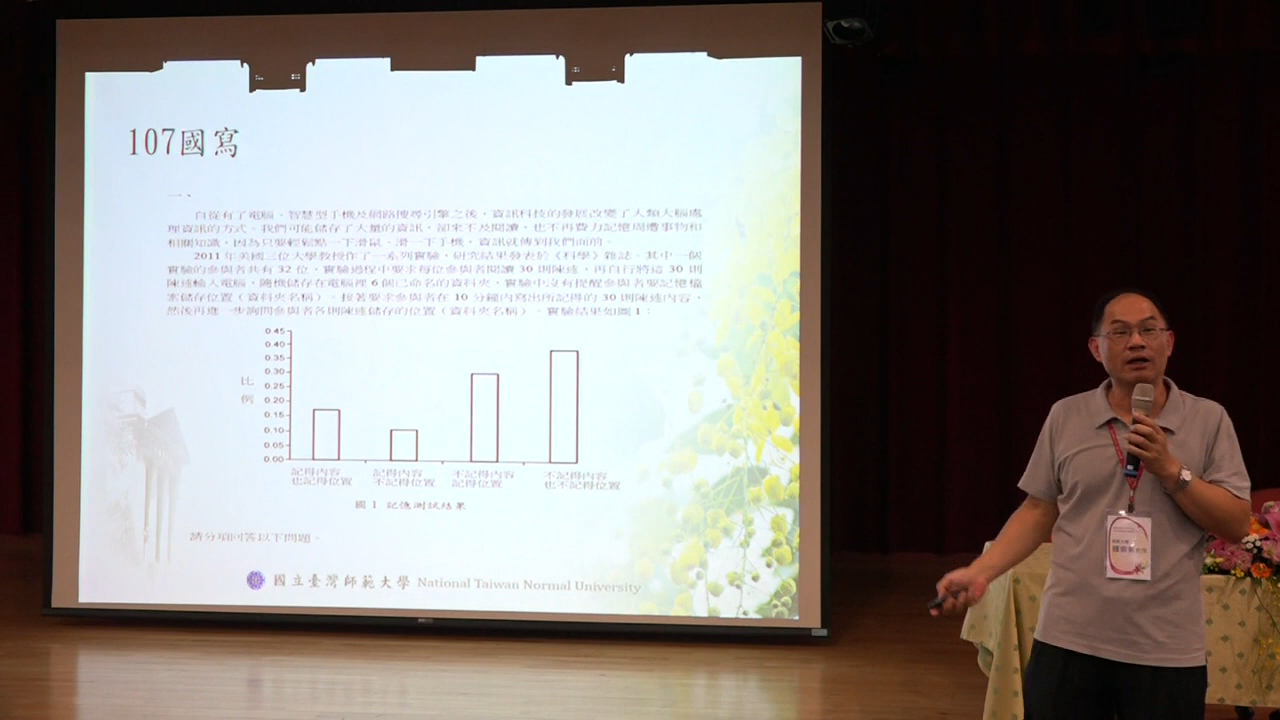 107國寫
一、
自從有了電腦、智慧型手機及網路搜尋引擎之後，資訊科技的發展改變了人類大腦處
理資訊的方式。我們可能儲存了大量的資訊，卻來不及閱讀，也不再費力記憶周遭事物和
相關知識，因為只要輕鬆點一下滑鼠、滑一下手機，資訊就傳到我們面前。
2011 年美國三位大學教授作了一系列實驗，研究結果發表於《科學》雜誌。其中一個
實驗的參與者共有 32 位，實驗過程中要求每位參與者閱讀 30 則陳述，再自行將這 30 則
陳述輸入電腦，隨機儲存在電腦裡 6 個已命名的資料夾，實驗中沒有提醒參與者要記憶檔
案儲存位置（資料夾名稱）。接著要求參與者在 10 分鐘內寫出所記得的 30 則陳述內容，
然後再進一步詢問參與者各則陳述儲存的位置（資料夾名稱）。實驗結果如圖 1：
比例
0.45
0.40
0.35
0.30
0.25
0.20
0.15
0.10
0.05
0.00
記得內容 也記得位置
記得內容 不記得位置
不記得內容 記得位置
不記得內容 也不記得位置
圖 1 記憶測試結果
請分項回答以下問題。
國立臺灣師範大學 National Taiwan Normal University